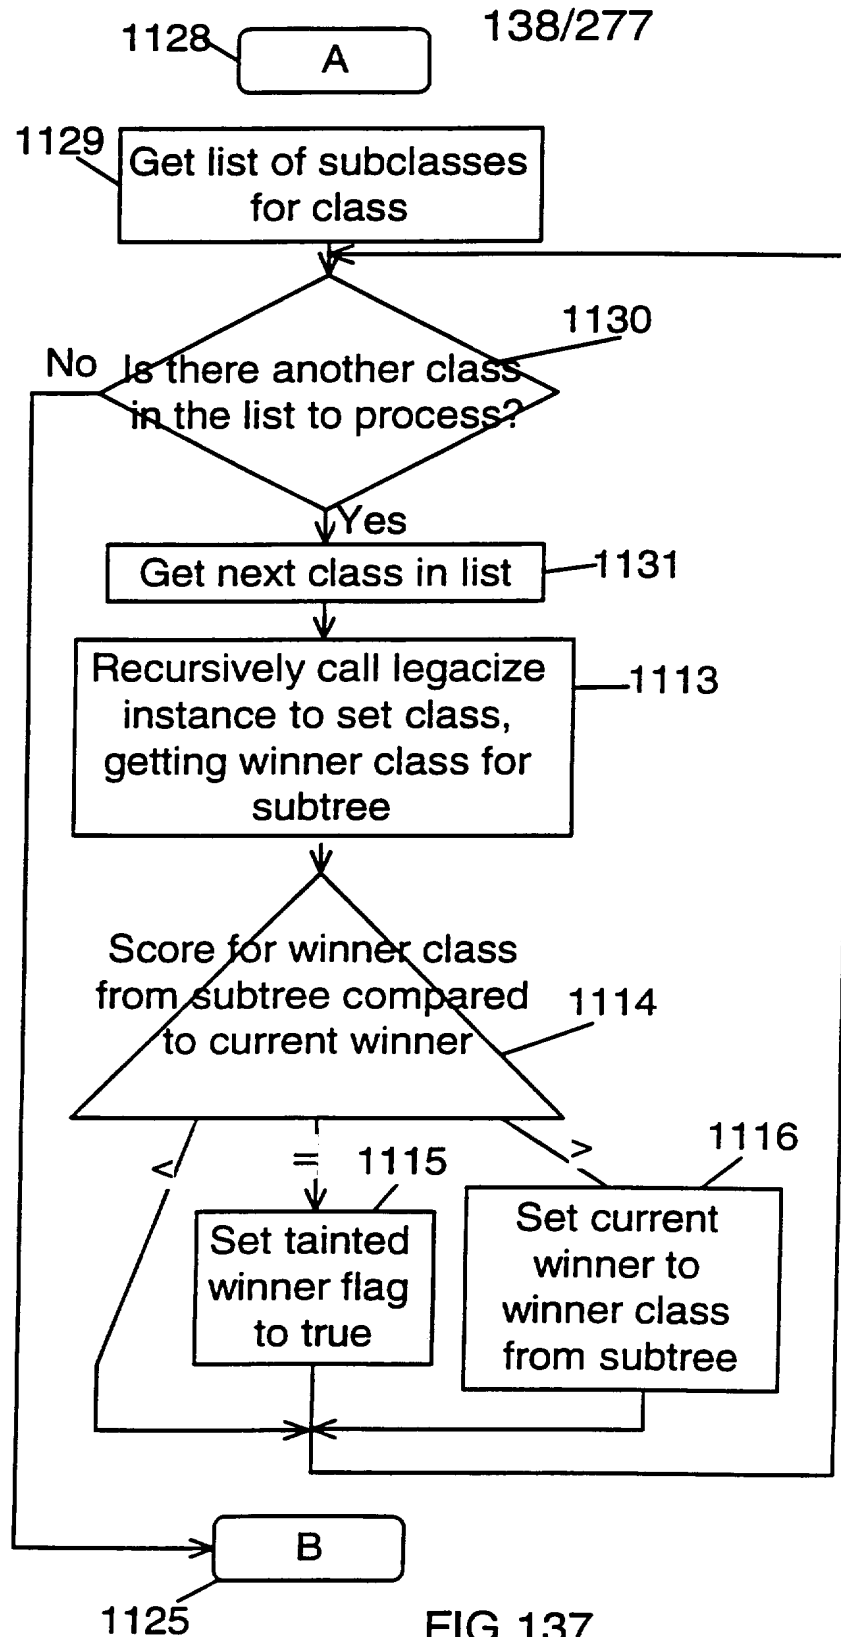 138/277
1128
A
1129
Get list of subclasses
for class
1130
No
Is there another class
in the list to process?
Yes
Get next class in list
1131
Recursively call legacize
instance to set class,
getting winner class for
subtree
1113
Score for winner class
from subtree compared
to current winner
1114
<
=
>
1115
1116
Set tainted
winner flag
to true
Set current
winner to
winner class
from subtree
B
1125
FIG 137